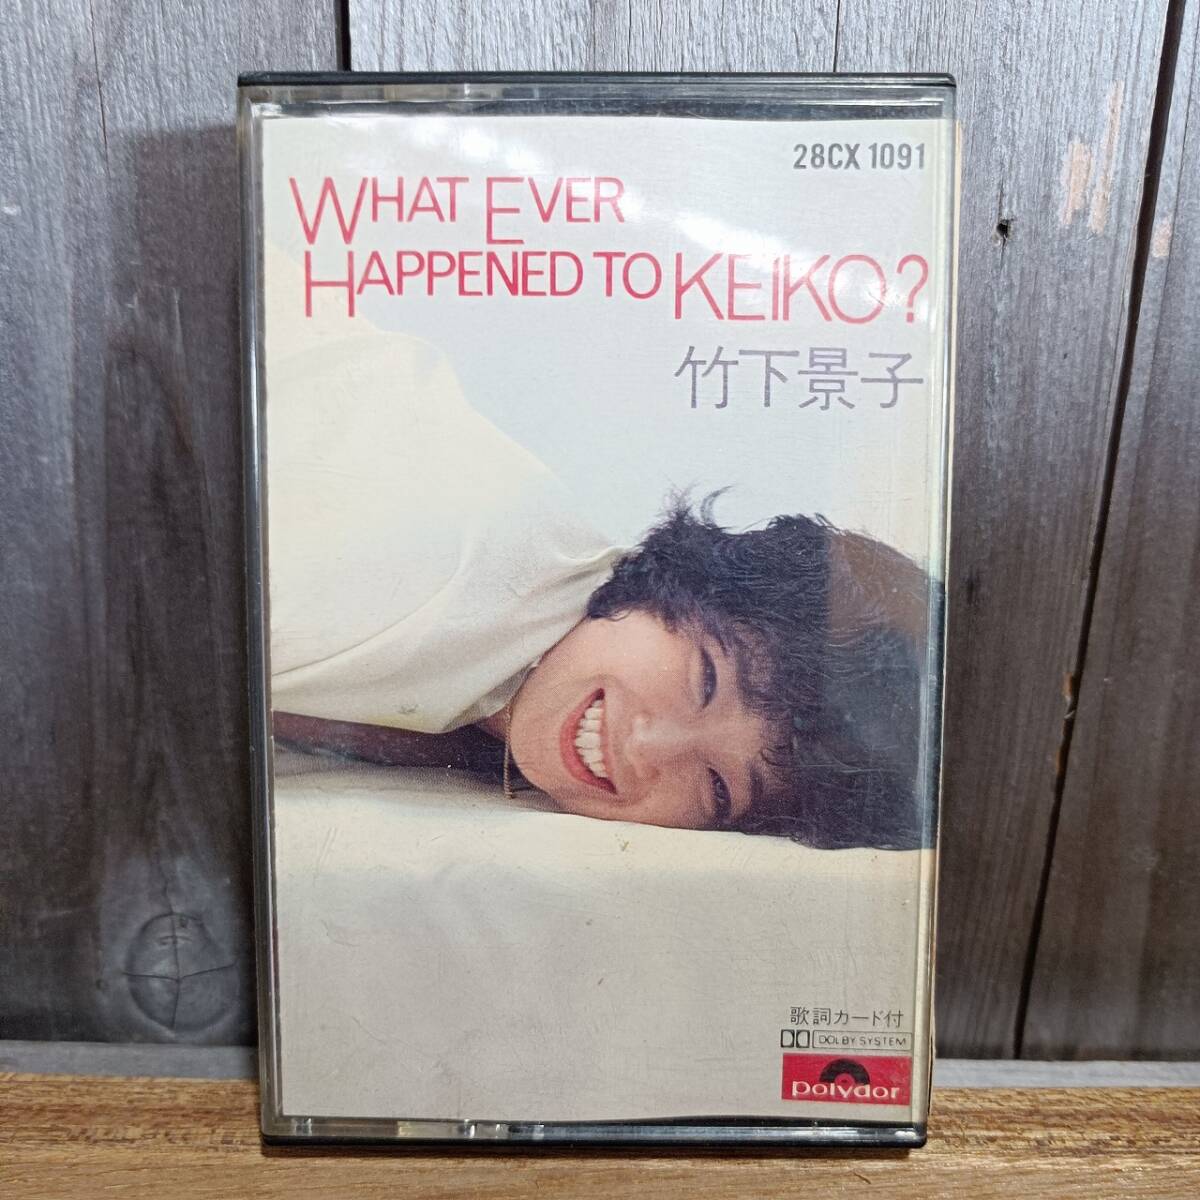 28CX 1091
WHAT EVER
HAPPENED TO KEIKO?
竹下景子
歌詞カード付
DOLBY SYSTEM
polydor